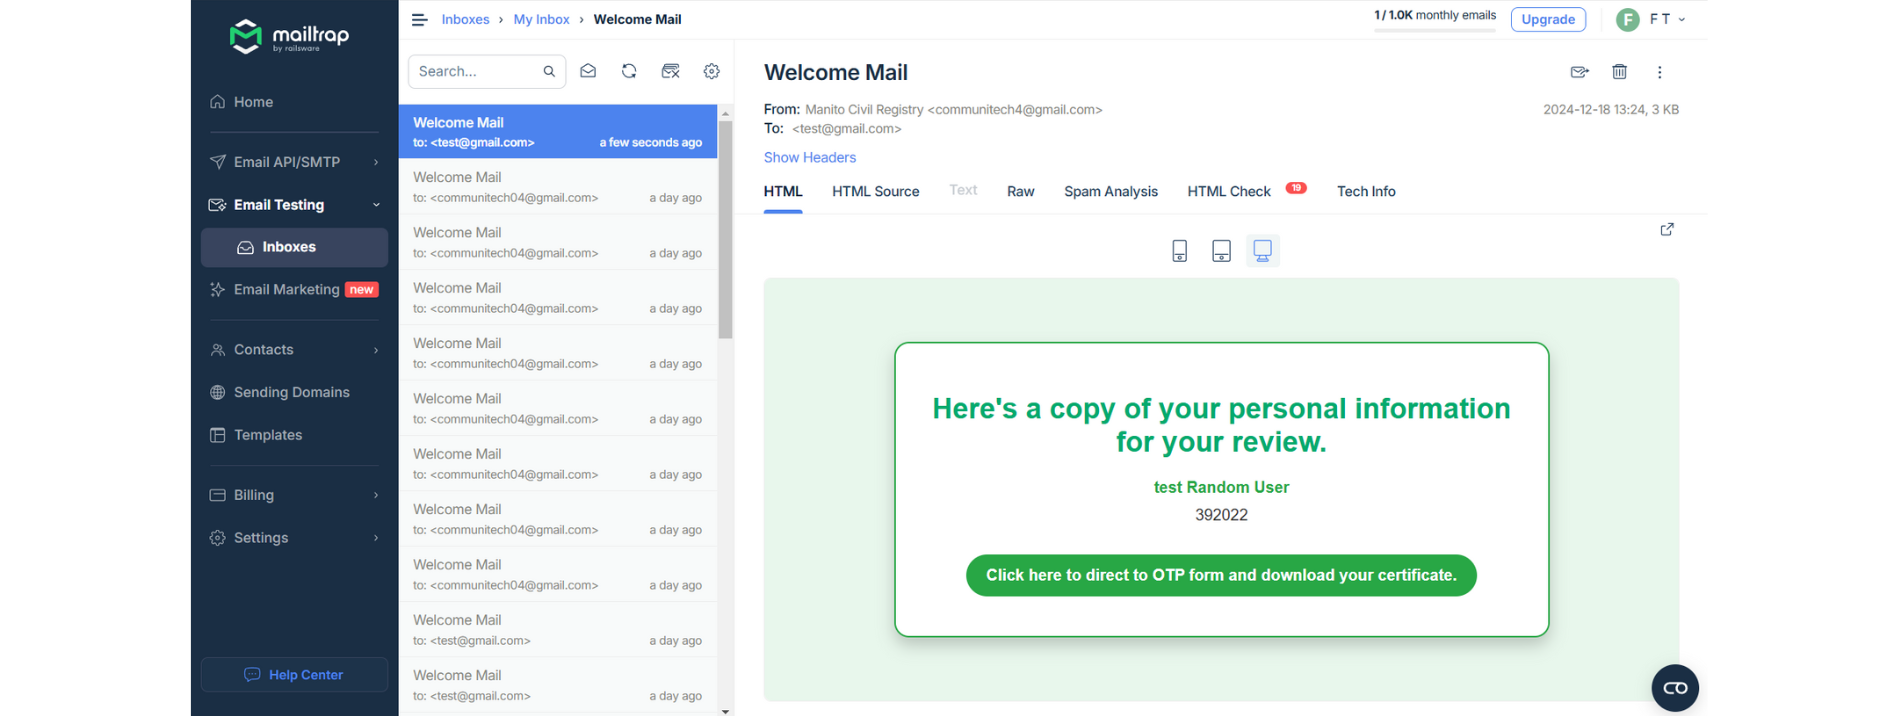 mailtrap
by railsware
Home
Email API/SMTP
Email Testing
Inboxes
Email Marketing new
Contacts
Sending Domains
Templates
Billing
Settings
Help Center
Inboxes › My Inbox › Welcome Mail
1 / 1.0K monthly emails
Upgrade
F
F T
Search...
Welcome Mail
to: <test@gmail.com> a few seconds ago
Welcome Mail
to: <communitech04@gmail.com> a day ago
Welcome Mail
to: <communitech04@gmail.com> a day ago
Welcome Mail
to: <communitech04@gmail.com> a day ago
Welcome Mail
to: <communitech04@gmail.com> a day ago
Welcome Mail
to: <communitech04@gmail.com> a day ago
Welcome Mail
to: <communitech04@gmail.com> a day ago
Welcome Mail
to: <communitech04@gmail.com> a day ago
Welcome Mail
to: <communitech04@gmail.com> a day ago
Welcome Mail
to: <test@gmail.com> a day ago
Welcome Mail
to: <test@gmail.com> a day ago
Welcome Mail
From: Manito Civil Registry <communitech4@gmail.com>
2024-12-18 13:24, 3 KB
To: <test@gmail.com>
Show Headers
HTML HTML Source Text Raw Spam Analysis HTML Check 19 Tech Info
Here's a copy of your personal information
for your review.
test Random User
392022
Click here to direct to OTP form and download your certificate.